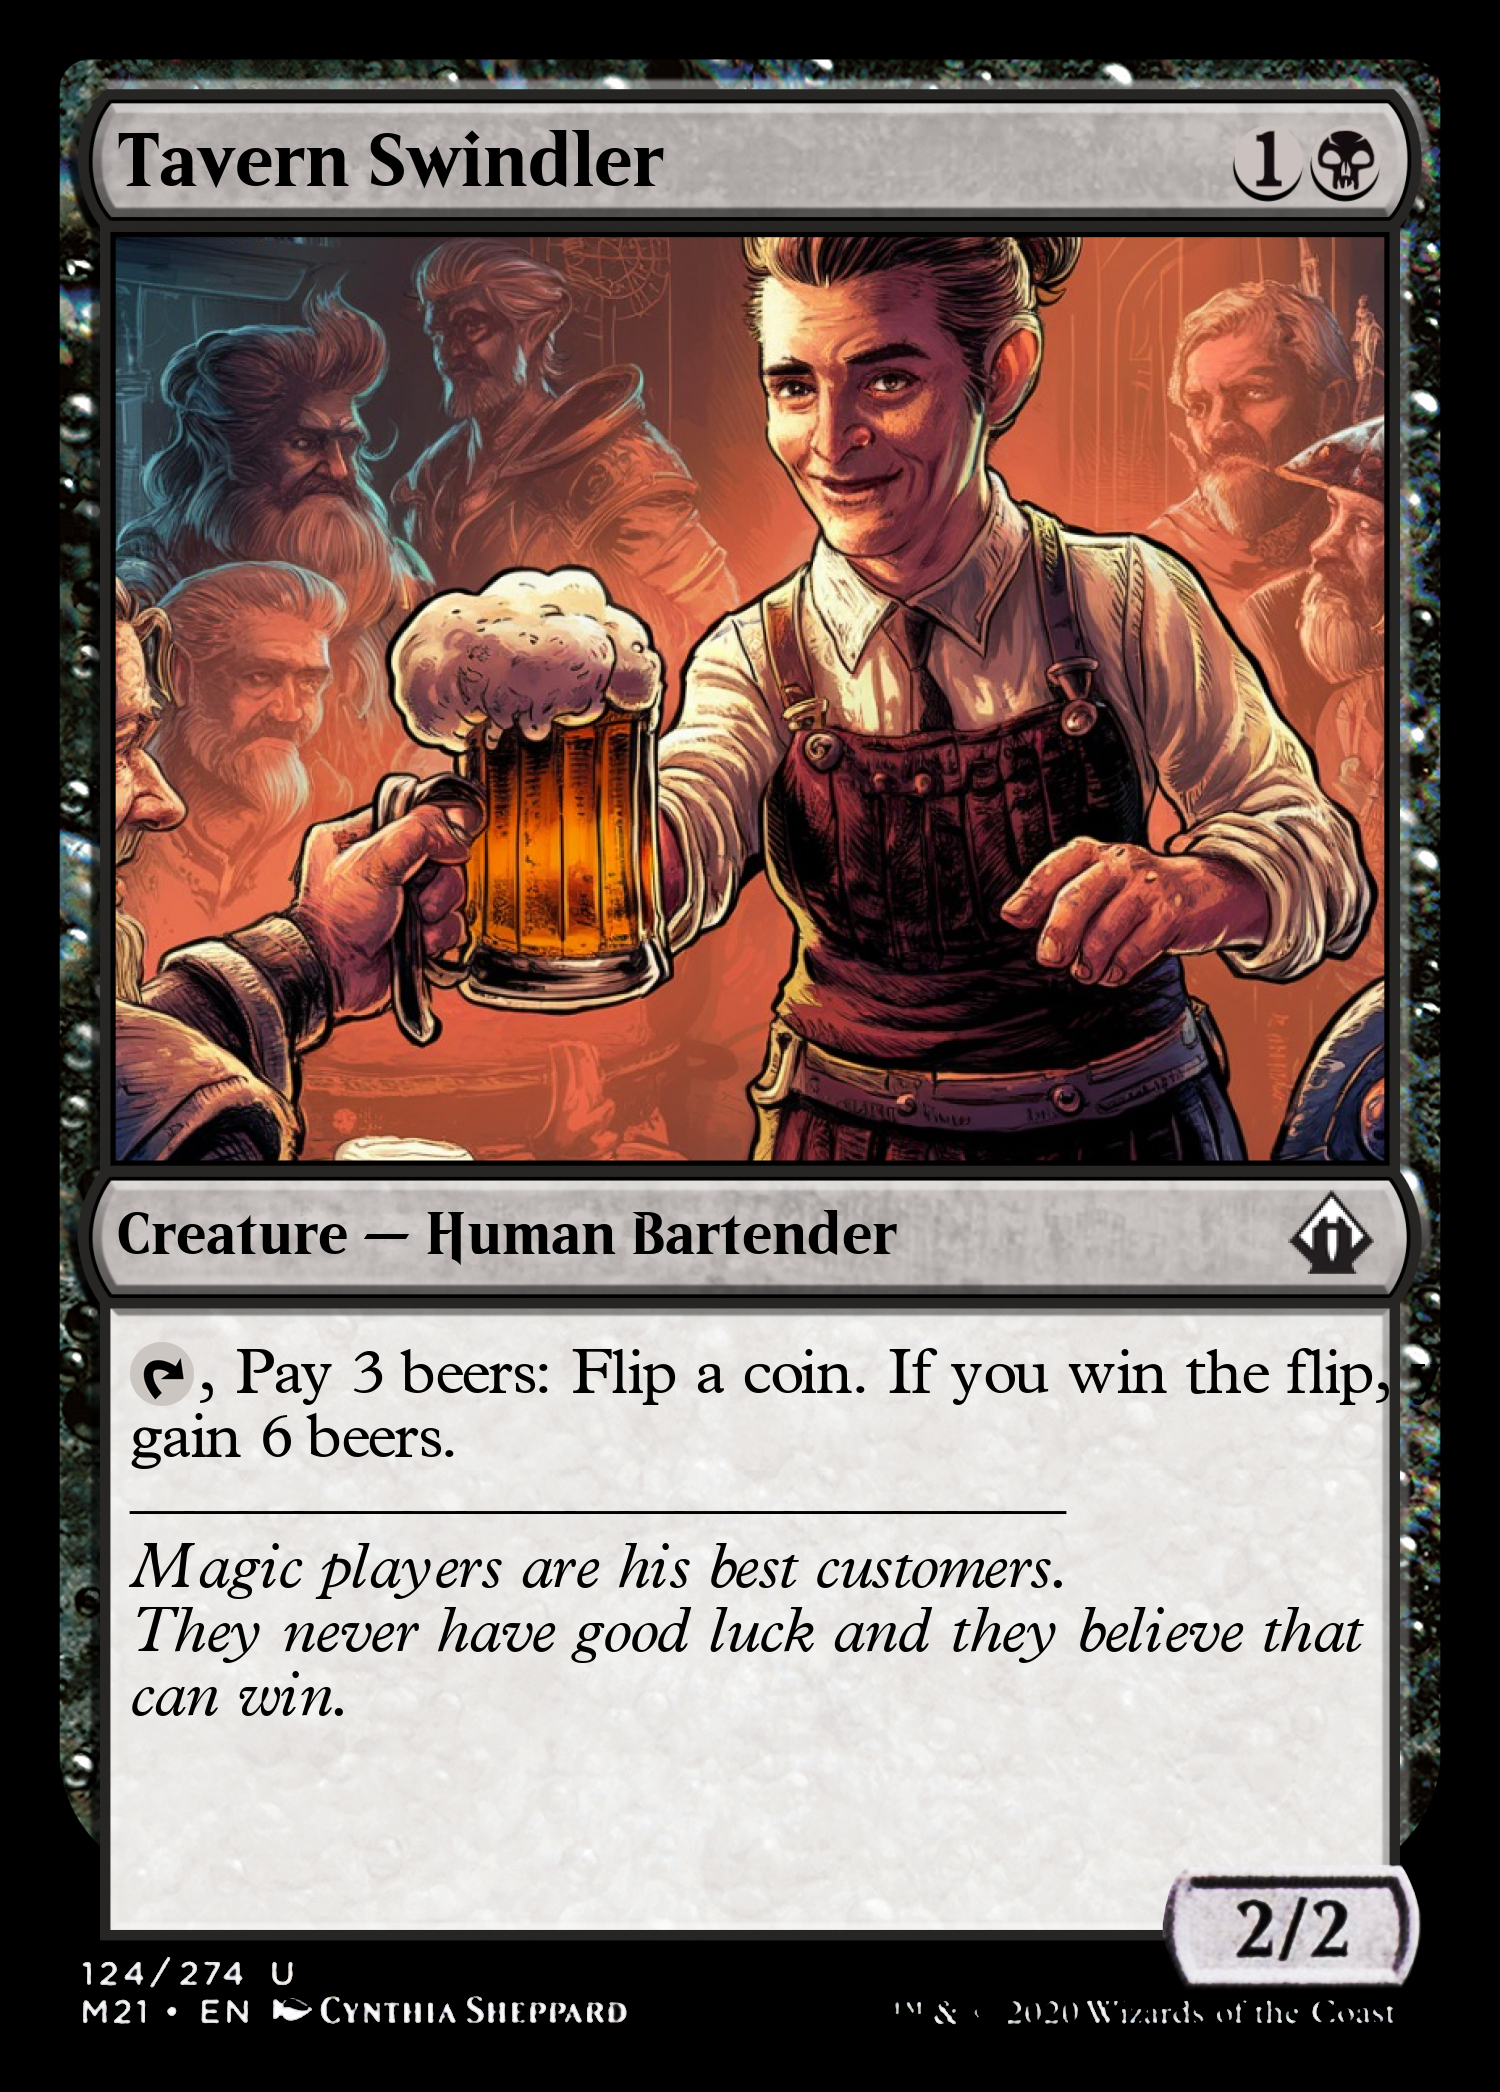 Tavern Swindler 1
Creature — Human Bartender
, Pay 3 beers: Flip a coin. If you win the flip,
gain 6 beers.
Magic players are his best customers.
They never have good luck and they believe that
can win.
2/2
124/274 U
M21 • EN Cynthia Sheppard
™ & 2020 Wizards of the Coast